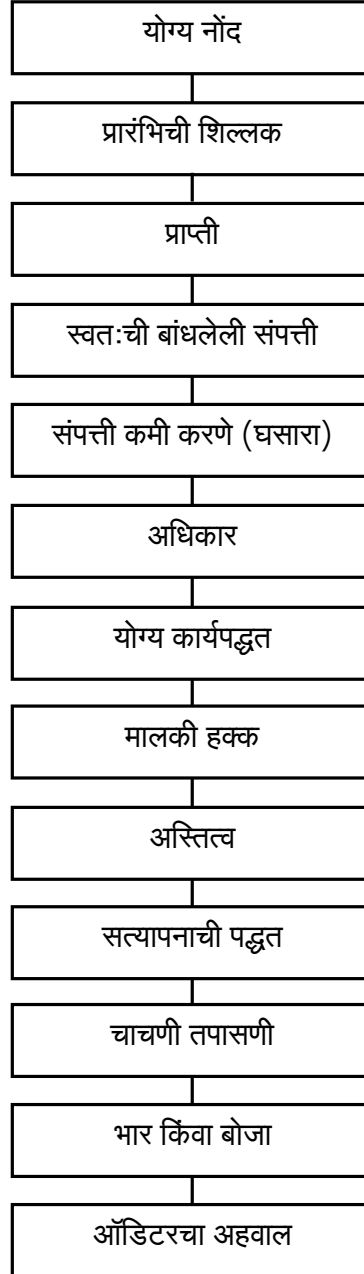 योग्य नोंद
प्रारंभिची शिल्लक
प्राप्ती
स्वत:ची बांधलेली संपत्ती
संपत्ती कमी करणे (घसारा)
अधिकार
योग्य कार्यपद्धत
मालकी हक्क
अस्तित्व
सत्यापनाची पद्धत
चाचणी तपासणी
भार किंवा बोजा
ऑडिटरचा अहवाल